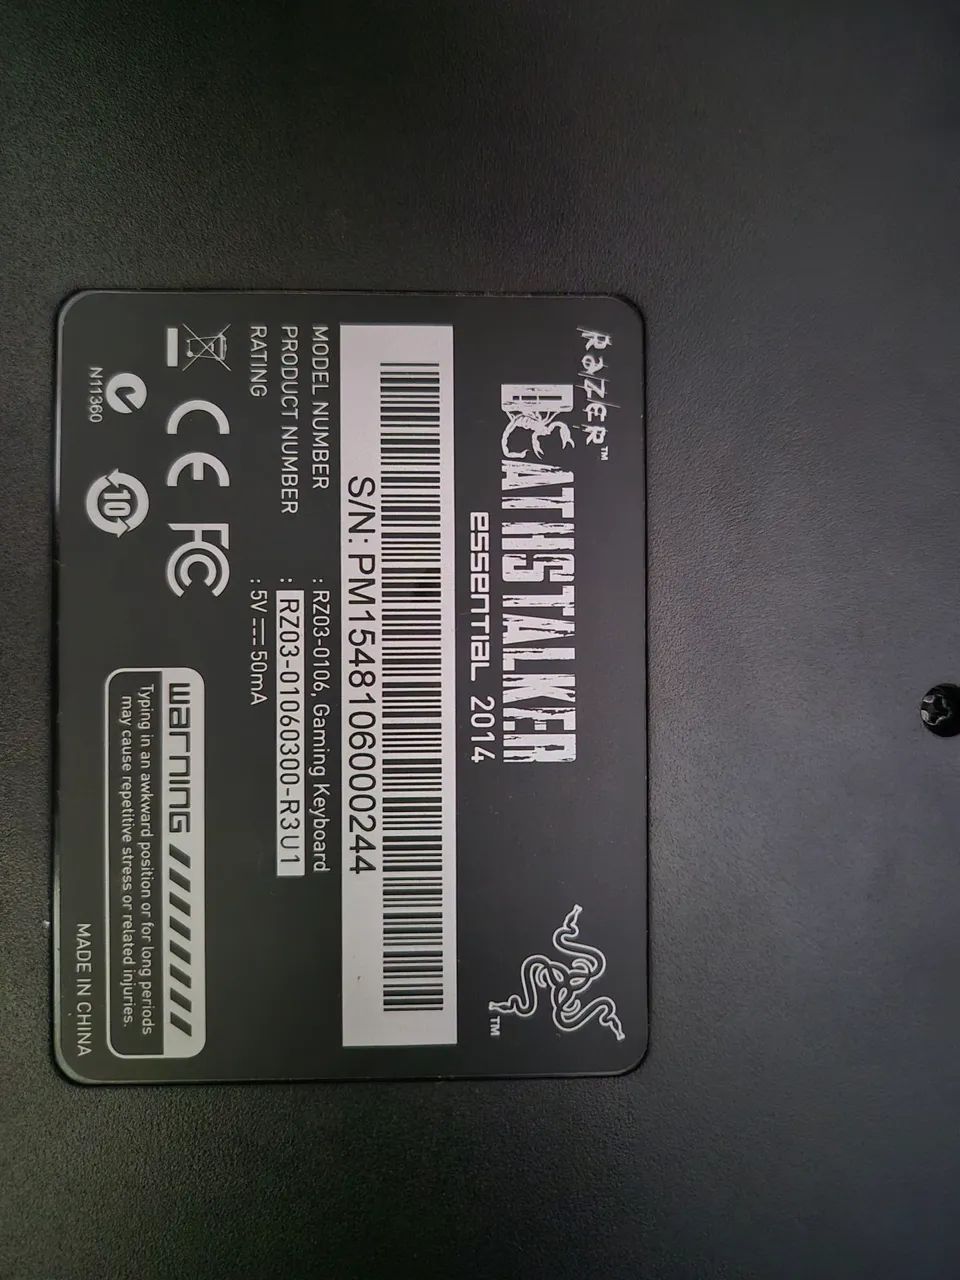 RAZER™
DEATHSTALKER
ESSENTIAL 2014
™
S/N: PM1548106000244
MODEL NUMBER : RZ03-0106, Gaming Keyboard
PRODUCT NUMBER : RZ03-01060300-R3U1
RATING : 5V ⎓ 50mA
CE FC
N11360
10
WARNING
Typing in an awkward position or for long periods
may cause repetitive stress or related injuries.
MADE IN CHINA